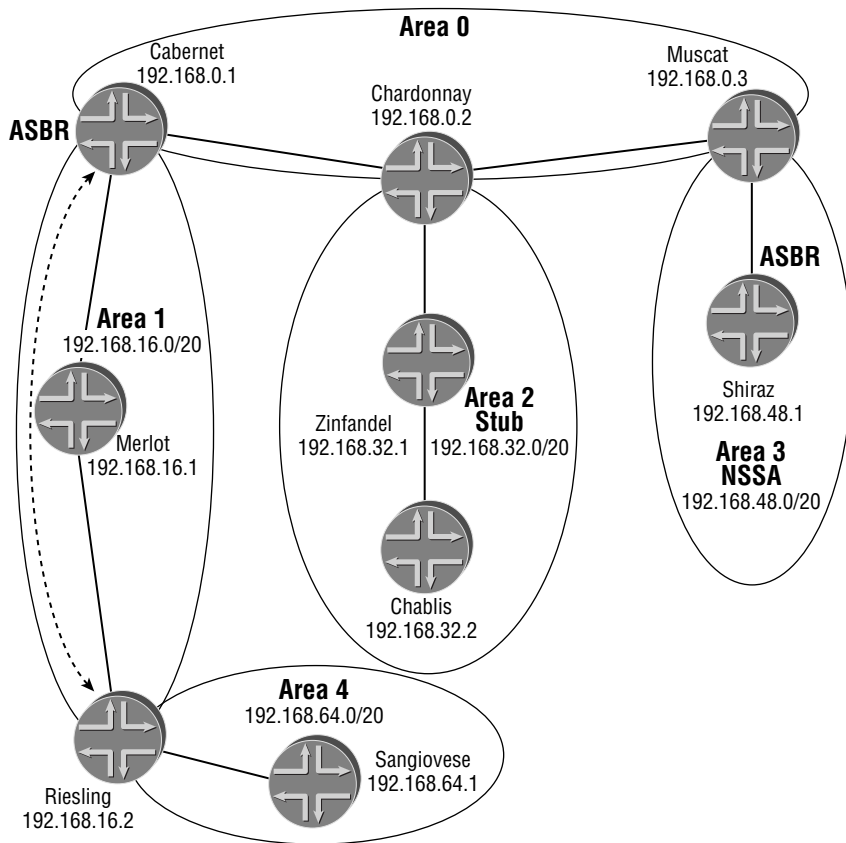 Area 0
Cabernet
192.168.0.1
Muscat
192.168.0.3
Chardonnay
192.168.0.2
ASBR
ASBR
Area 1
192.168.16.0/20
Merlot
192.168.16.1
Zinfandel
192.168.32.1
Area 2
Stub
192.168.32.0/20
Shiraz
192.168.48.1
Area 3
NSSA
192.168.48.0/20
Chablis
192.168.32.2
Area 4
192.168.64.0/20
Sangiovese
192.168.64.1
Riesling
192.168.16.2